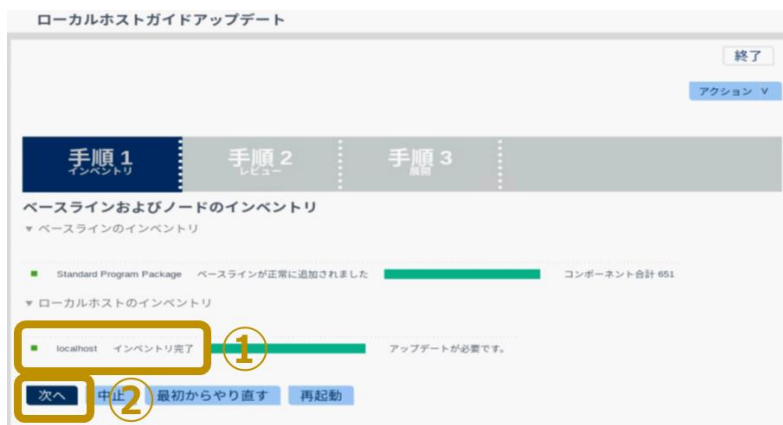 ローカルホストガイドアップデート
終了
アクション ∨
手順 1 手順 2 手順 3
インベントリ レビュー 展開
ベースラインおよびノードのインベントリ
▼ ベースラインのインベントリ
Standard Program Package ベースラインが正常に追加されました コンポーネント合計 651
▼ ローカルホストのインベントリ
localhost インベントリ完了 ① アップデートが必要です。
次へ 中止 ② 最初からやり直す 再起動